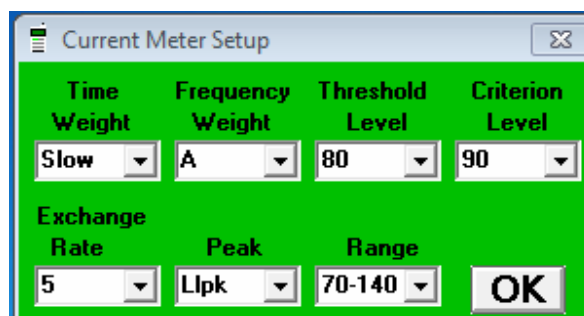 Current Meter Setup
Time Frequency Threshold Criterion
Weight Weight Level Level
Slow A 80 90
Exchange
Rate Peak Range
5 LIpk 70-140 OK